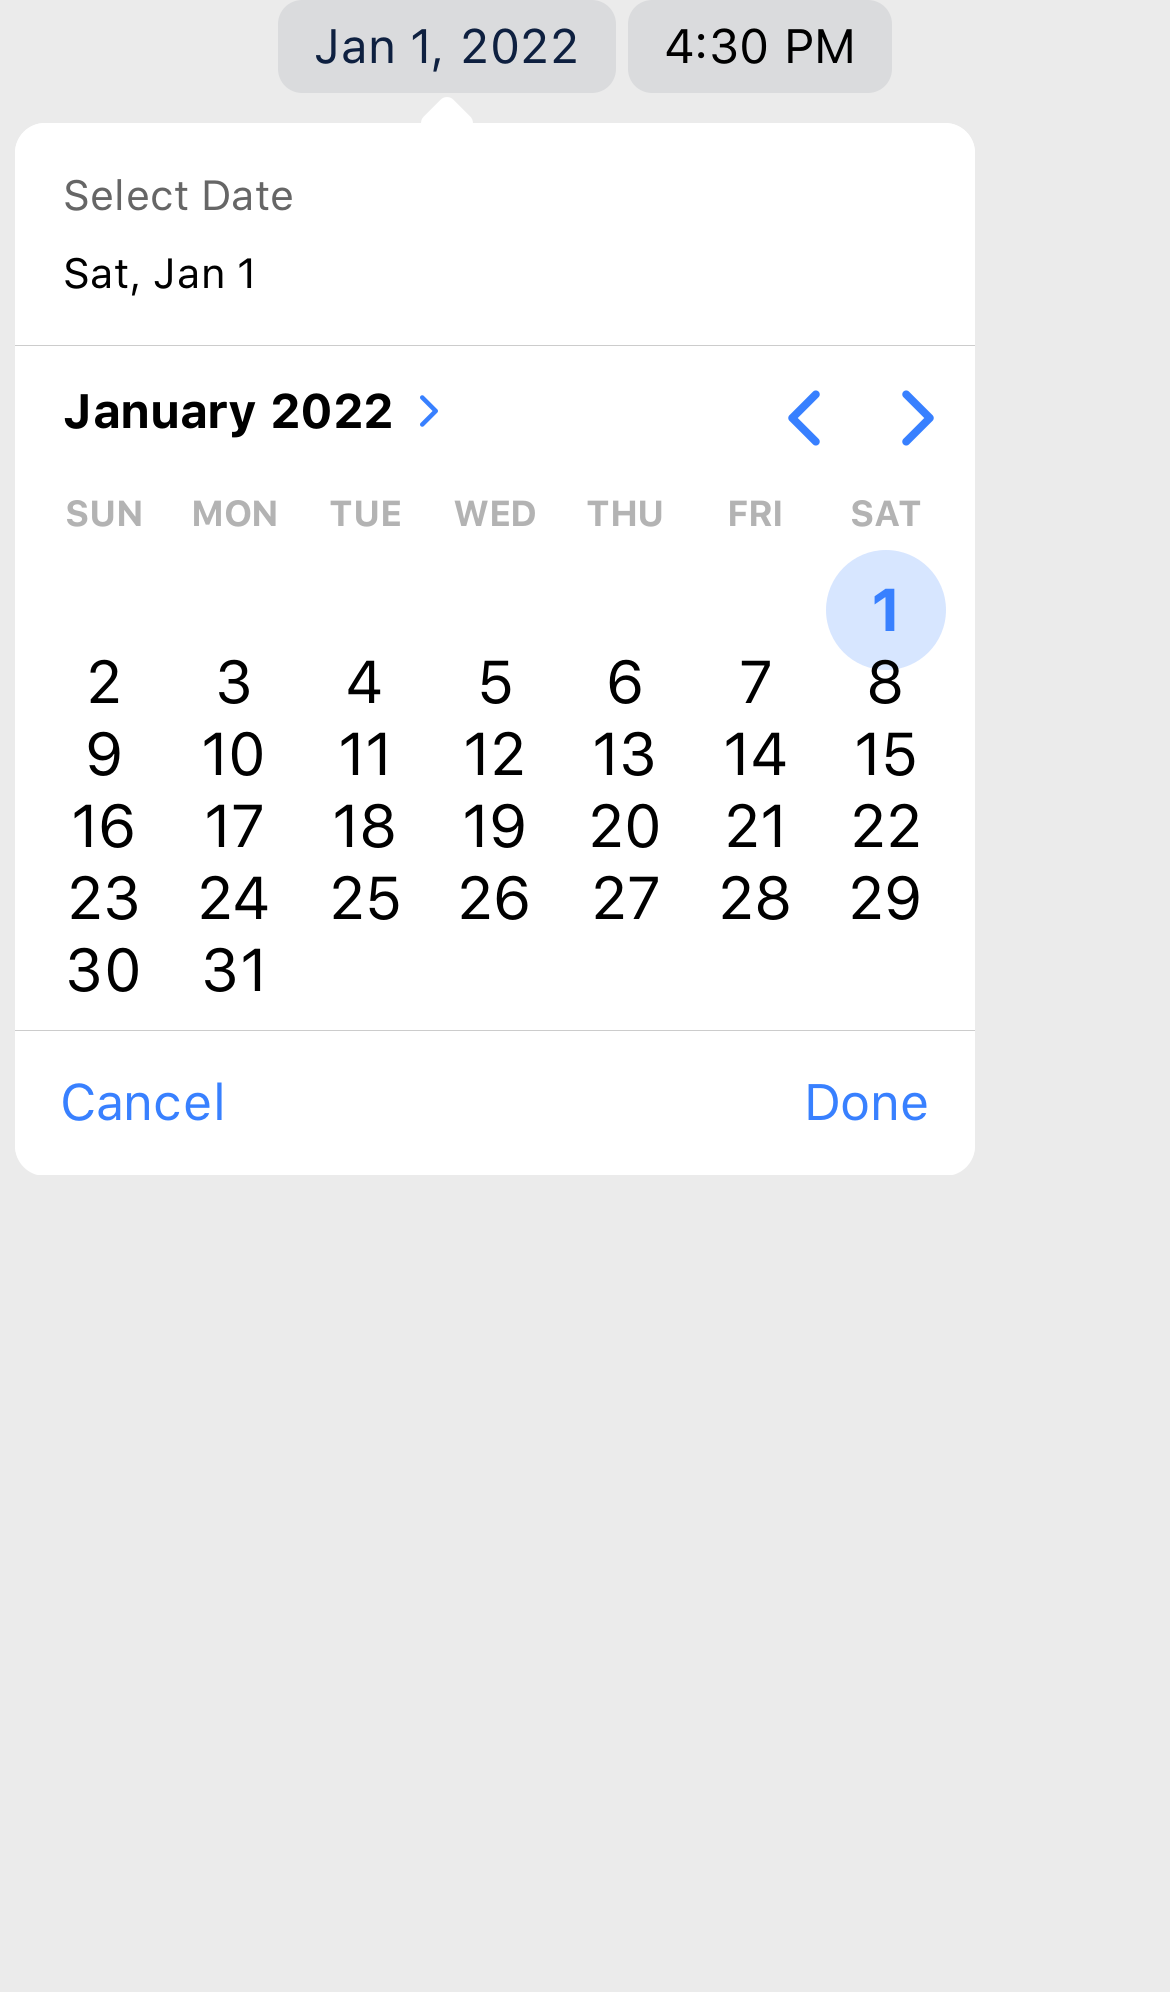 Jan 1, 2022 4:30 PM
Select Date
Sat, Jan 1
January 2022
SUN MON TUE WED THU FRI SAT
1
2 3 4 5 6 7 8
9 10 11 12 13 14 15
16 17 18 19 20 21 22
23 24 25 26 27 28 29
30 31
Cancel Done